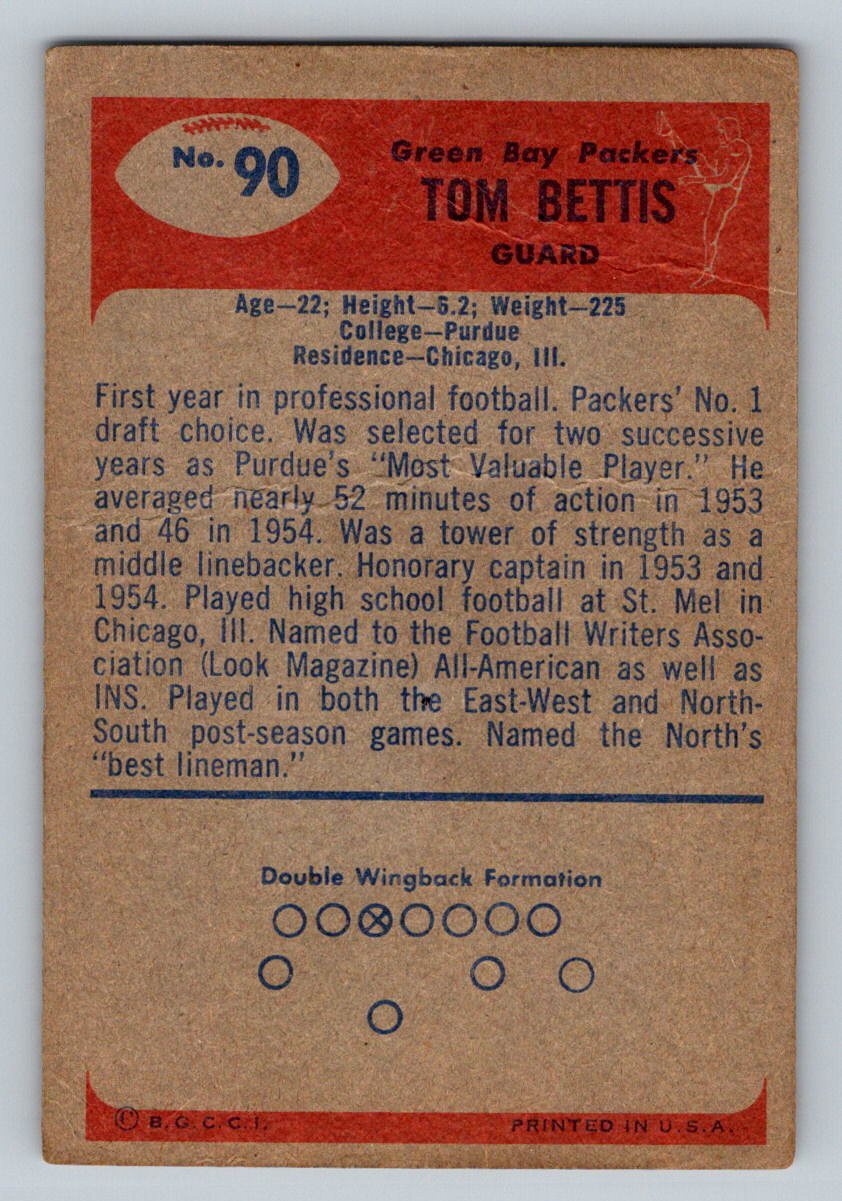 No. 90
Green Bay Packers
TOM BETTIS
GUARD
Age—22; Height—6.2; Weight—225
College—Purdue
Residence—Chicago, Ill.
First year in professional football. Packers' No. 1
draft choice. Was selected for two successive
years as Purdue's "Most Valuable Player." He
averaged nearly 52 minutes of action in 1953
and 46 in 1954. Was a tower of strength as a
middle linebacker. Honorary captain in 1953 and
1954. Played high school football at St. Mel in
Chicago, Ill. Named to the Football Writers Asso-
ciation (Look Magazine) All-American as well as
INS. Played in both the East-West and North-
South post-season games. Named the North's
"best lineman."
Double Wingback Formation
© B.G.C.C.I.
PRINTED IN U.S.A.